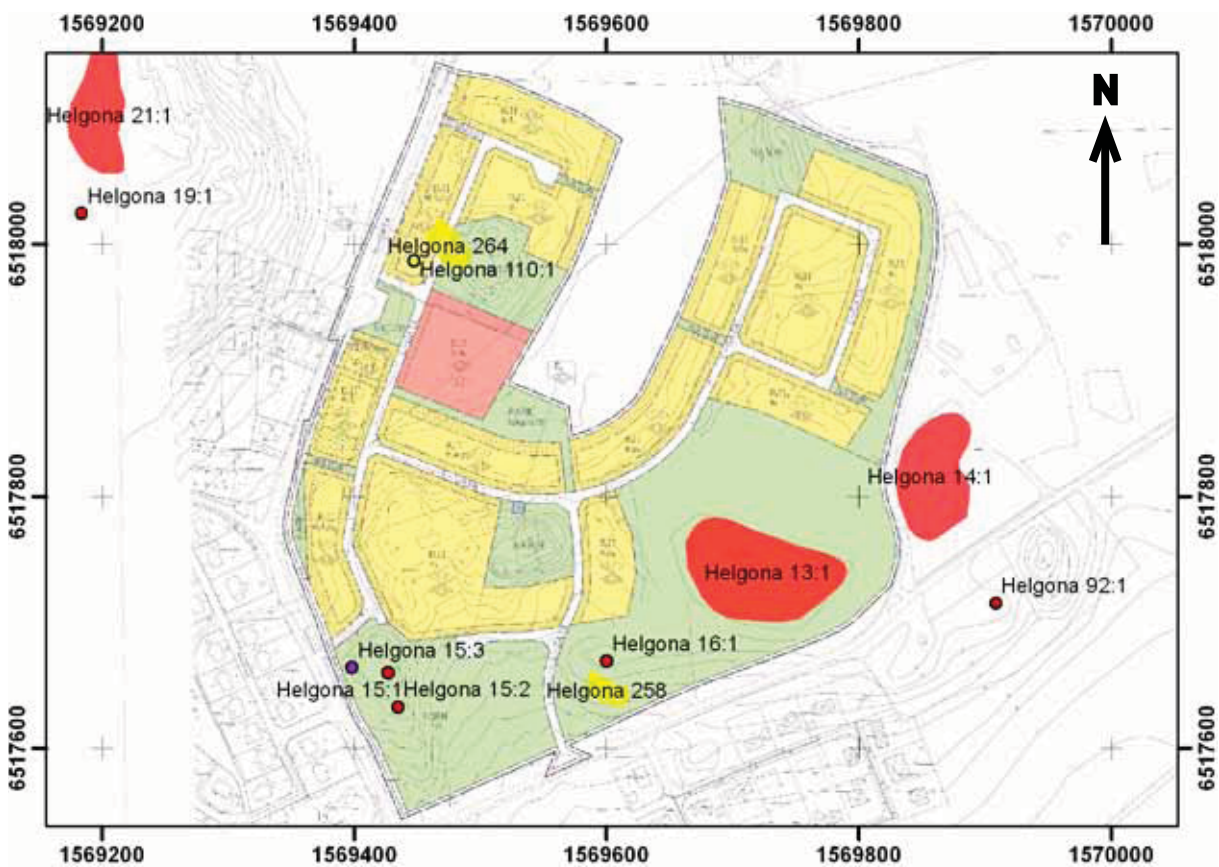 1569200 1569400 1569600 1569800 1570000
N
Helgona 21:1
Helgona 19:1
6518000
6518000
Helgona 264
Helgona 110:1
Helgona 14:1
6517800
6517800
Helgona 13:1
Helgona 92:1
Helgona 16:1
Helgona 15:3
Helgona 15:1
Helgona 15:2
Helgona 258
6517600
6517600
1569200 1569400 1569600 1569800 1570000